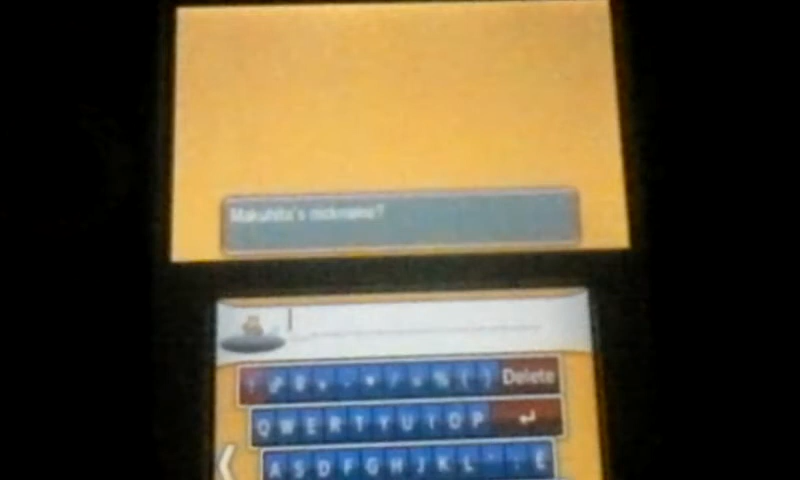 Makuhita's nickname?
Delete
Q W E R T Y U I O P
A S D F G H J K L